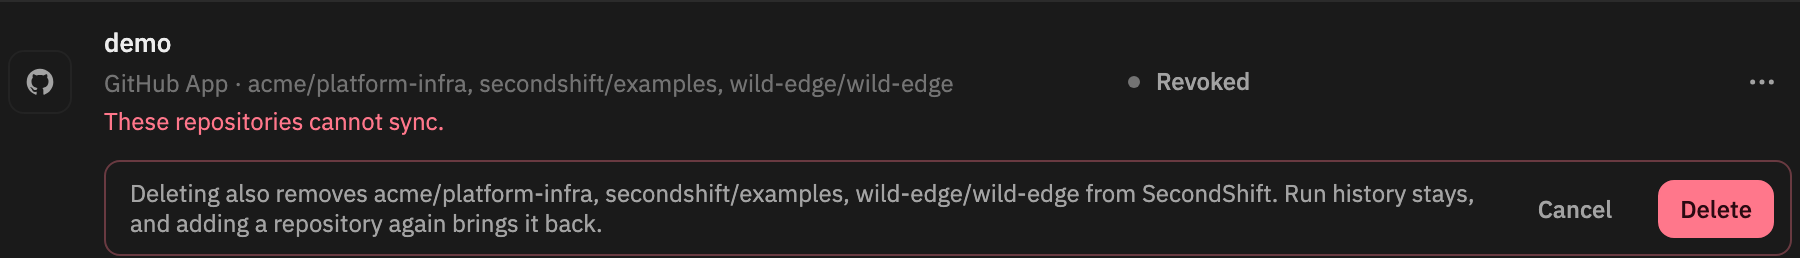 demo
GitHub App · acme/platform-infra, secondshift/examples, wild-edge/wild-edge
Revoked
These repositories cannot sync.
Deleting also removes acme/platform-infra, secondshift/examples, wild-edge/wild-edge from SecondShift. Run history stays,
and adding a repository again brings it back.
Cancel
Delete